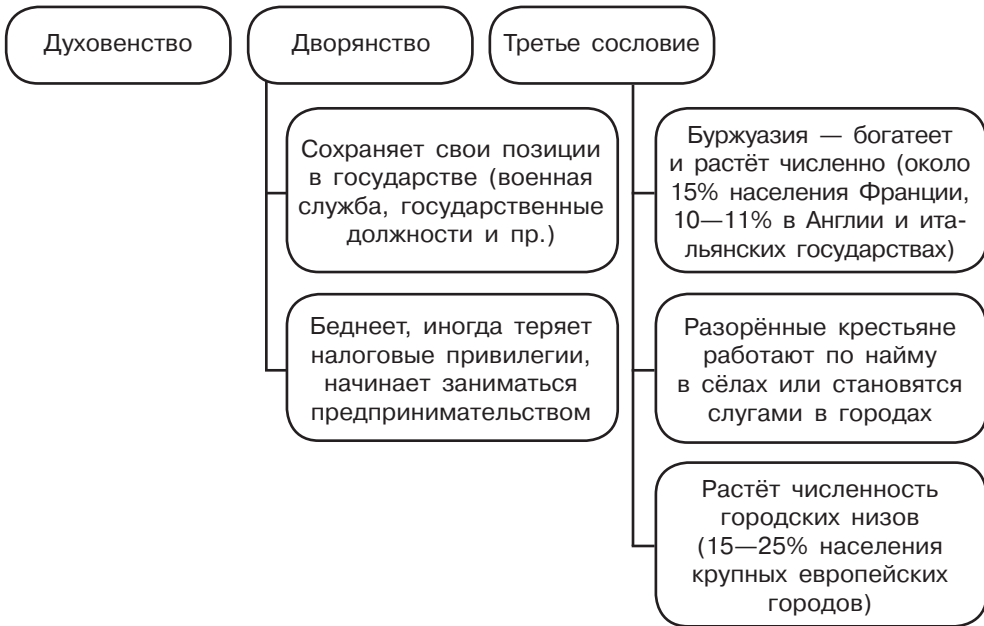 Духовенство
Дворянство
Третье сословие
Сохраняет свои позиции
в государстве (военная
служба, государственные
должности и пр.)
Беднеет, иногда теряет
налоговые привилегии,
начинает заниматься
предпринимательством
Буржуазия — богатеет
и растёт численно (около
15% населения Франции,
10—11% в Англии и ита-
льянских государствах)
Разорённые крестьяне
работают по найму
в сёлах или становятся
слугами в городах
Растёт численность
городских низов
(15—25% населения
крупных европейских
городов)